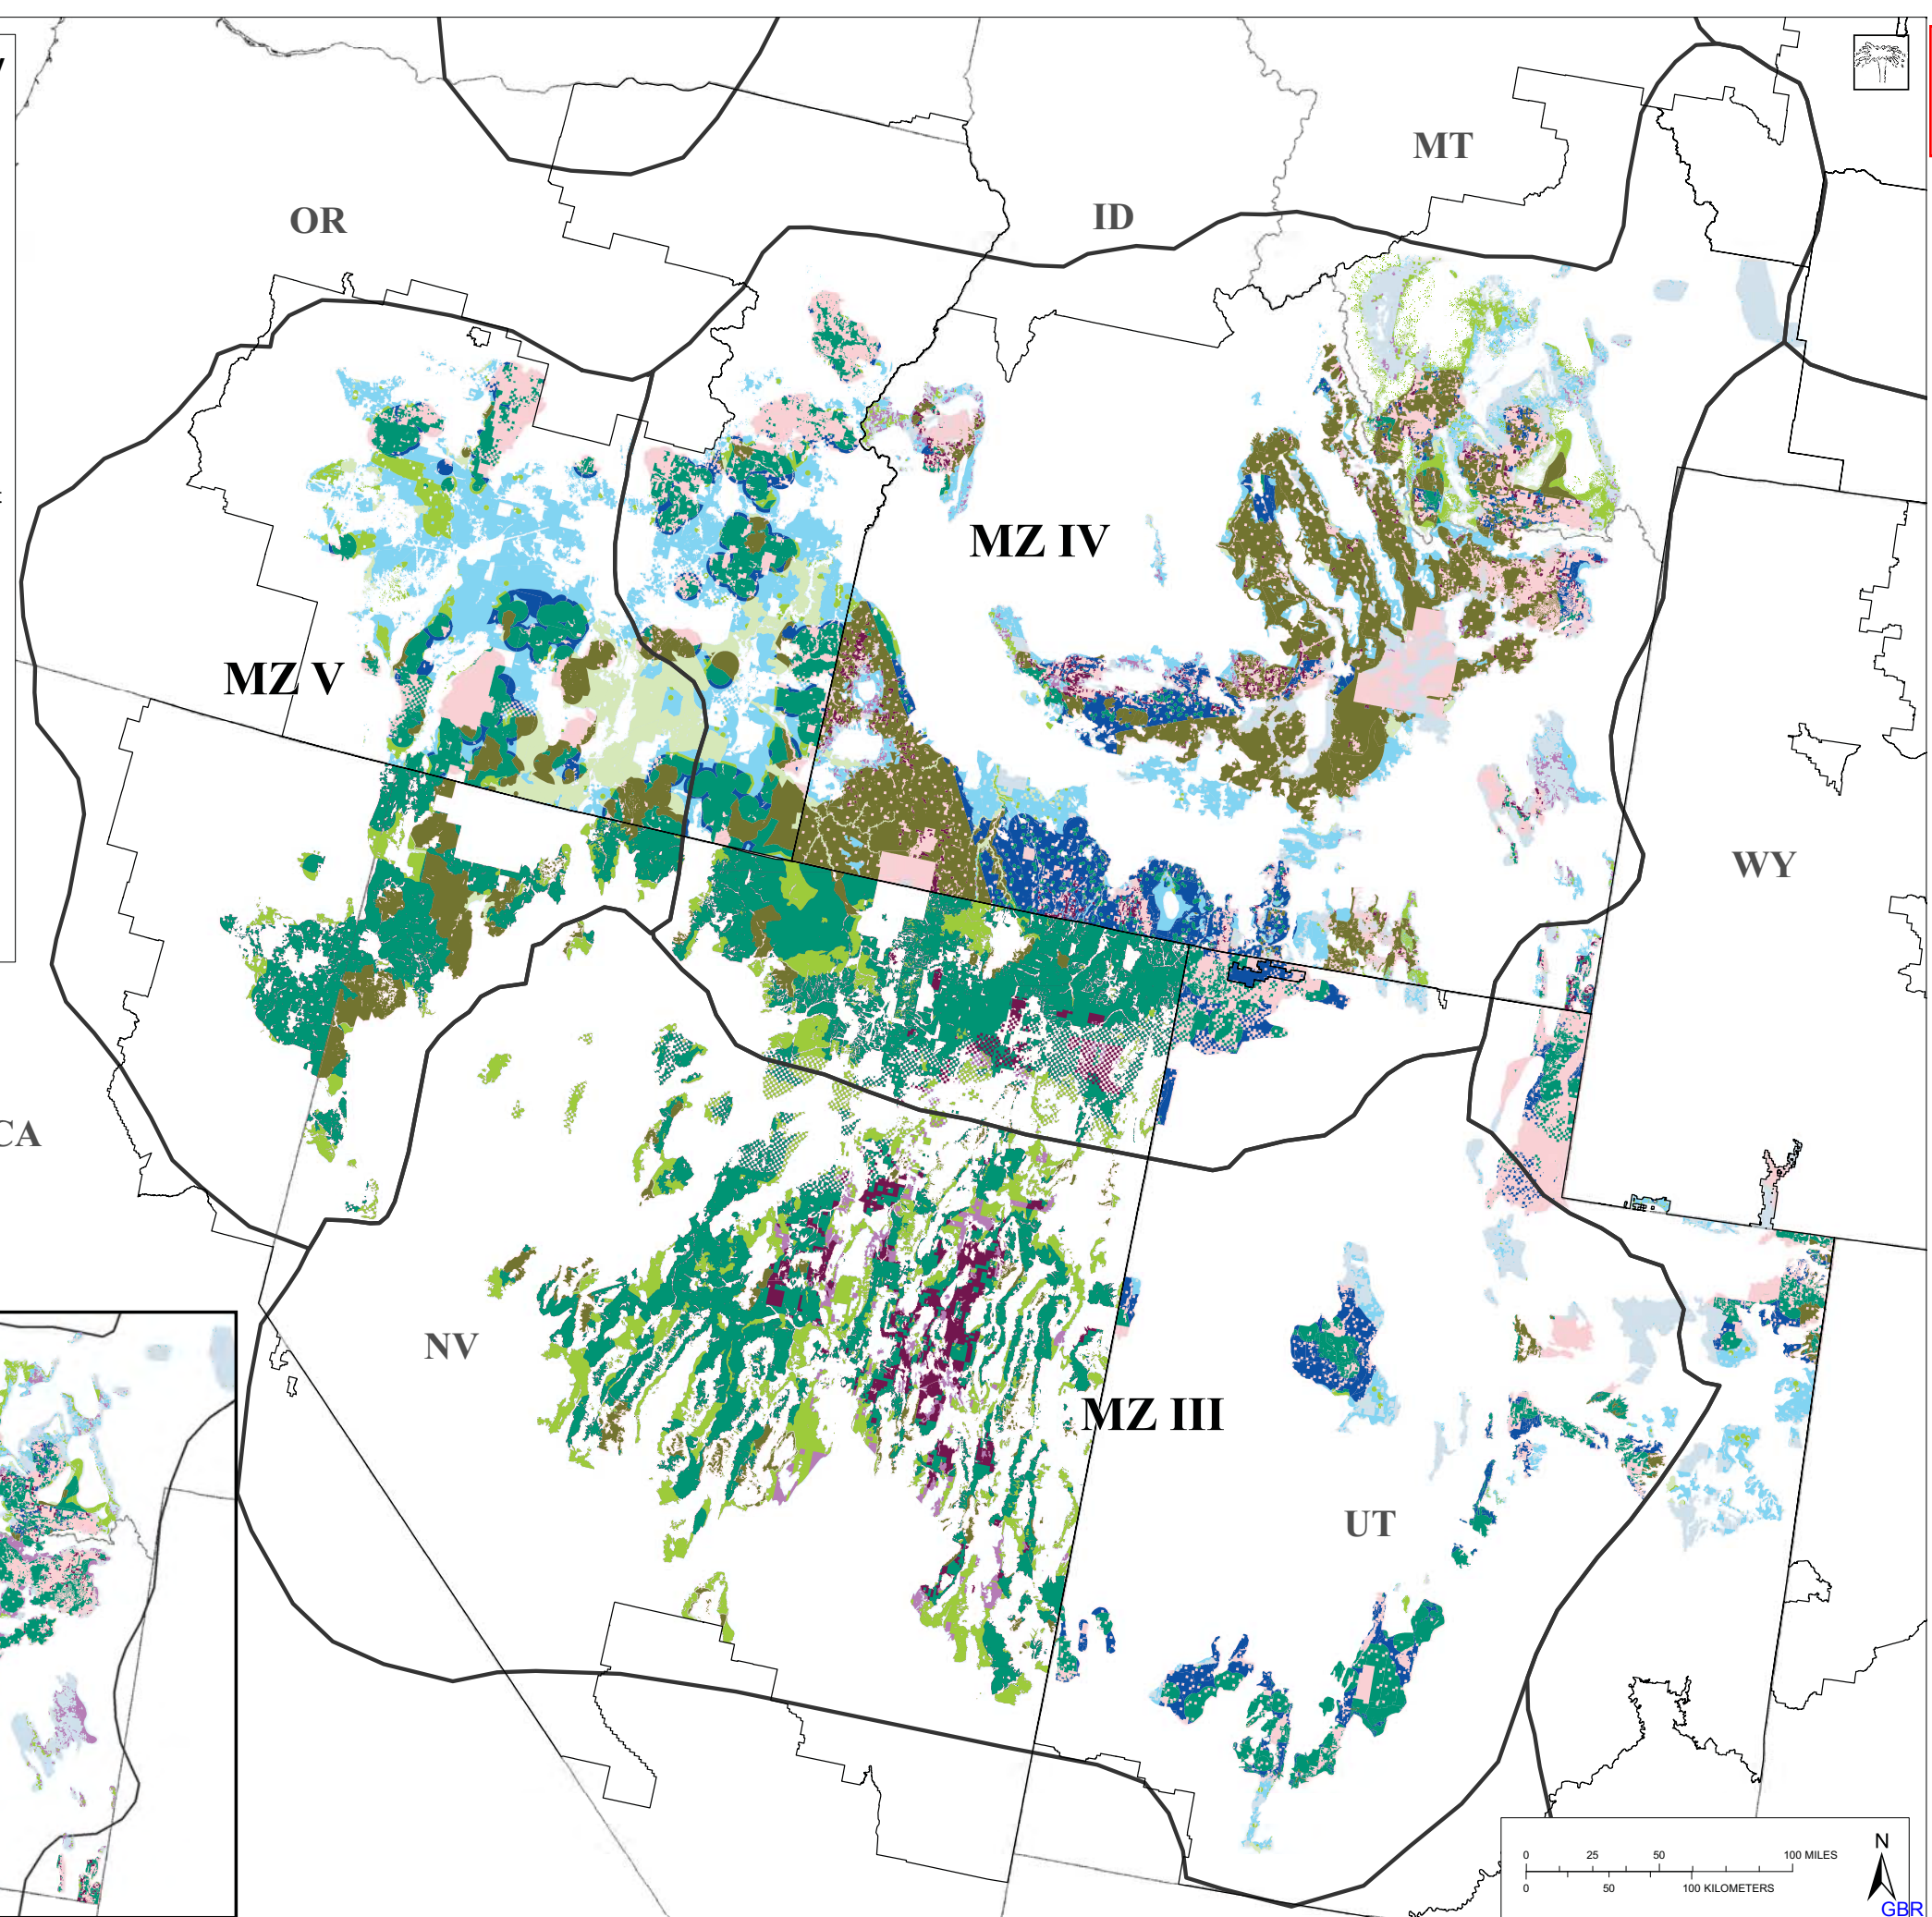 MT
OR
ID
MZ IV
MZ V
WY
CA
NV
MZ III
UT
0 25 50 100 MILES
0 50 100 KILOMETERS
N
GBR